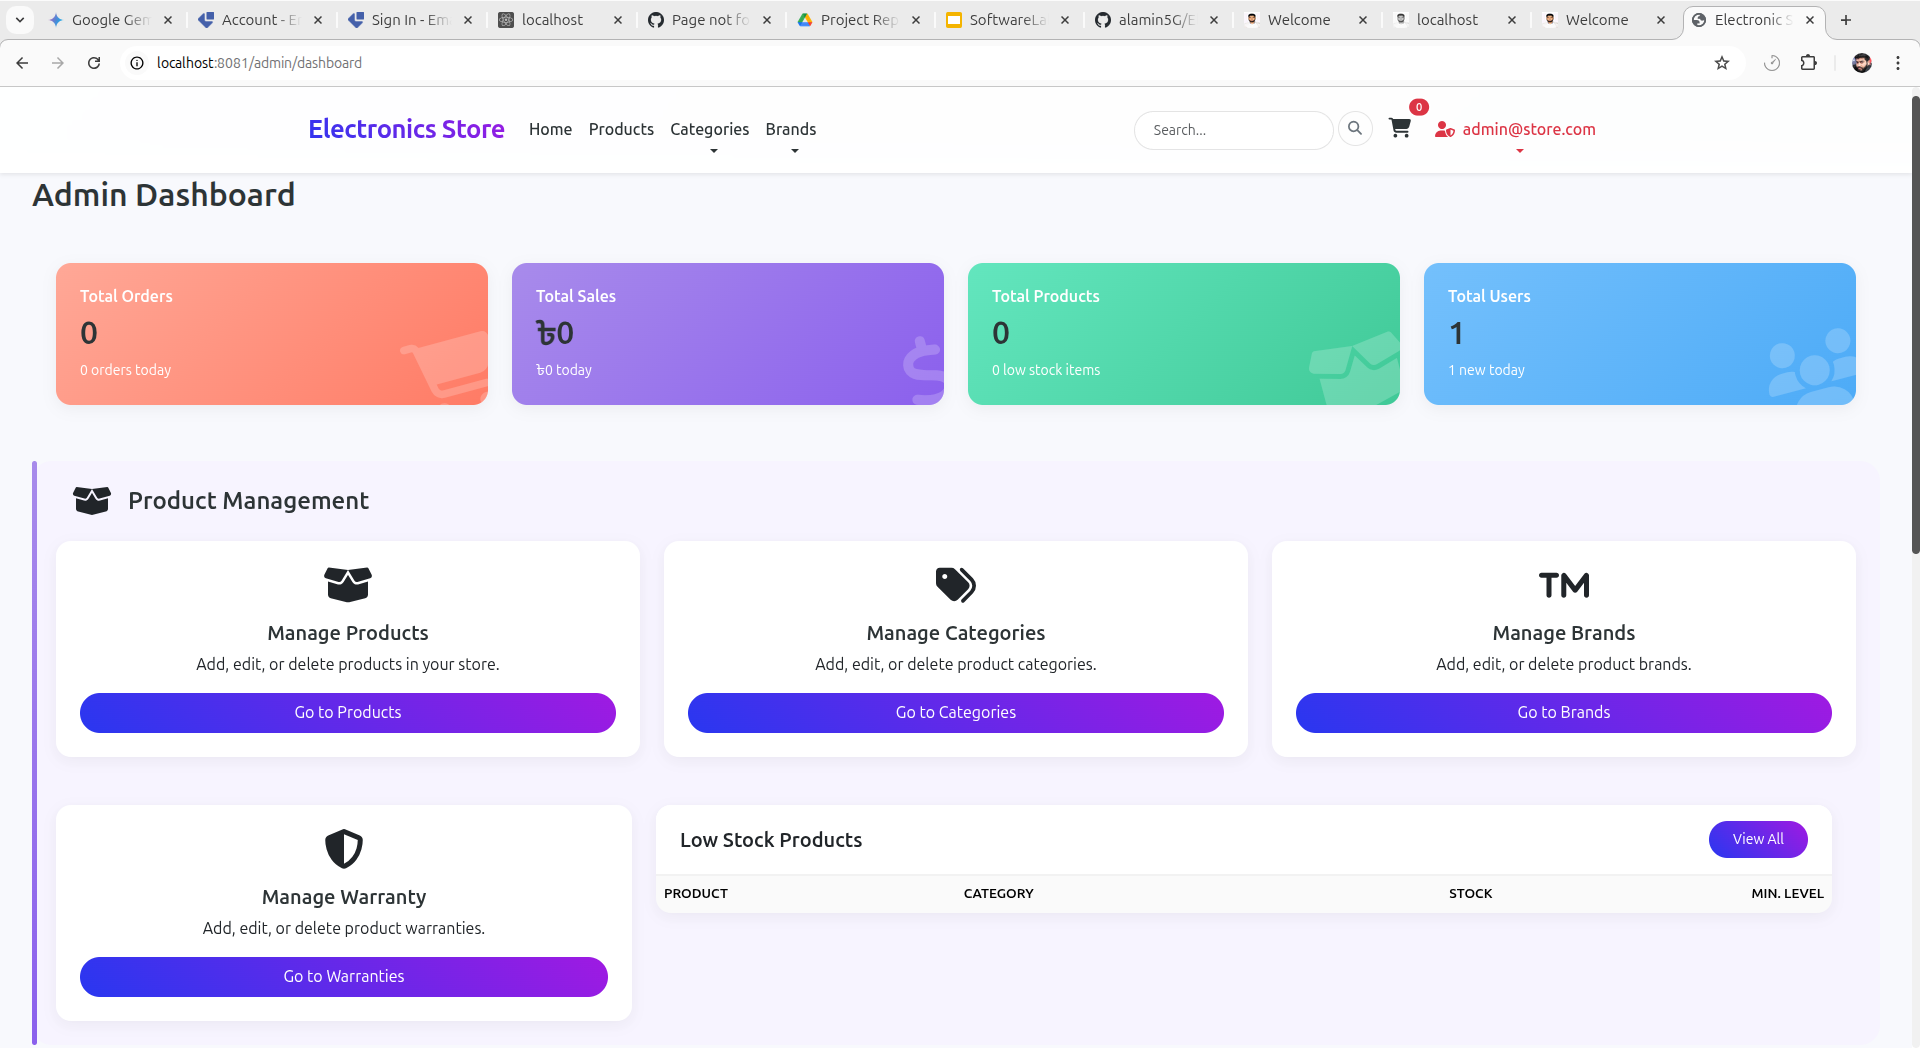 Google Gen
Account - E
Sign In - Em
localhost
Page not fo
Project Rep
SoftwareLa
alamin5G/E
Welcome
localhost
Welcome
Electronic S
localhost:8081/admin/dashboard
Electronics Store
Home
Products
Categories
Brands
Search...
0
admin@store.com
Admin Dashboard
Total Orders
0
0 orders today
Total Sales
৳0
৳0 today
Total Products
0
0 low stock items
Total Users
1
1 new today
Product Management
Manage Products
Add, edit, or delete products in your store.
Go to Products
Manage Categories
Add, edit, or delete product categories.
Go to Categories
TM
Manage Brands
Add, edit, or delete product brands.
Go to Brands
Manage Warranty
Add, edit, or delete product warranties.
Go to Warranties
Low Stock Products
View All
PRODUCT CATEGORY STOCK MIN. LEVEL